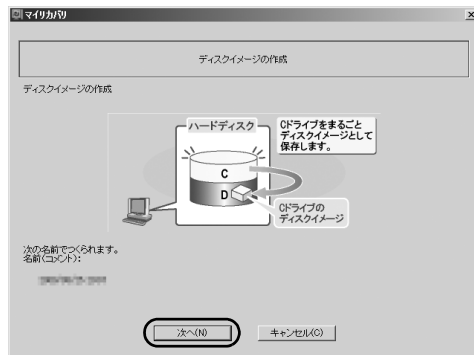 マイリカバリ
ディスクイメージの作成
ディスクイメージの作成
ハードディスク
Cドライブをまるごと
ディスクイメージとして
保存します。
C
D
Cドライブの
ディスクイメージ
次の名前でつくられます。
名前(コメント):
次へ(N)
キャンセル(C)